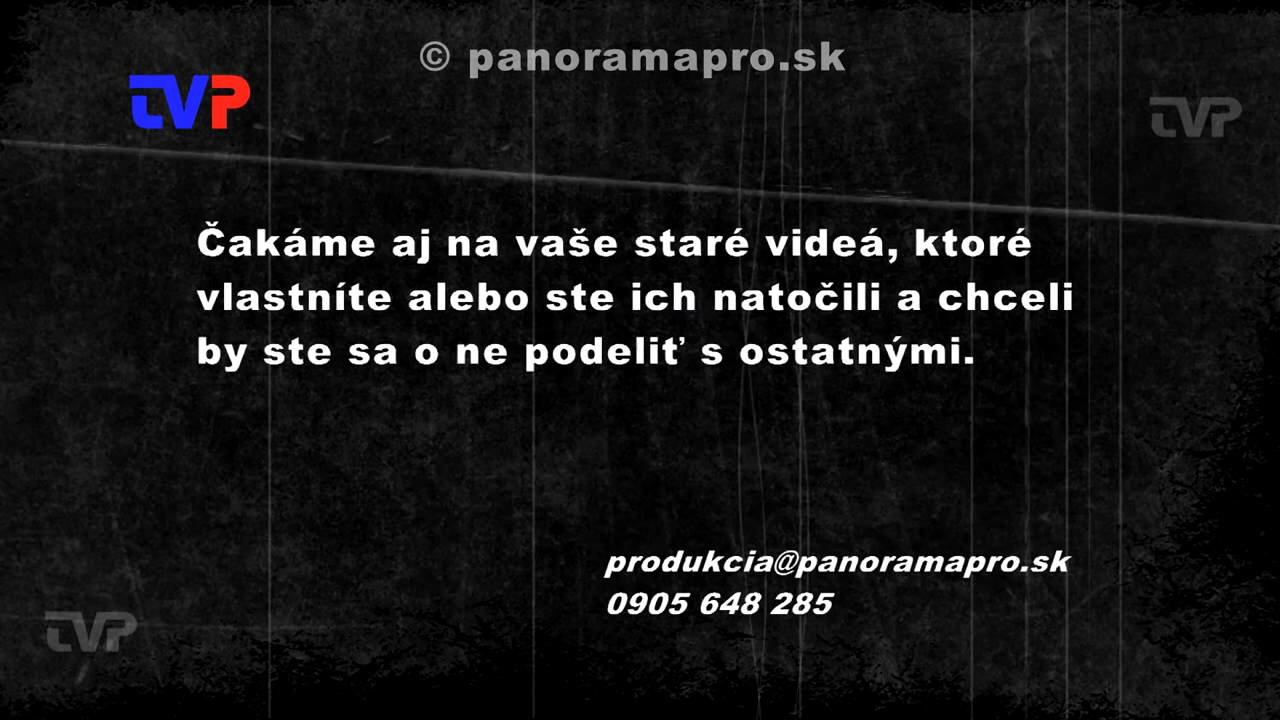 © panoramapro.sk
TVP
TVP
Čakáme aj na vaše staré videá, ktoré
vlastníte alebo ste ich natočili a chceli
by ste sa o ne podeliť s ostatnými.
produkcia@panoramapro.sk
0905 648 285
TVP